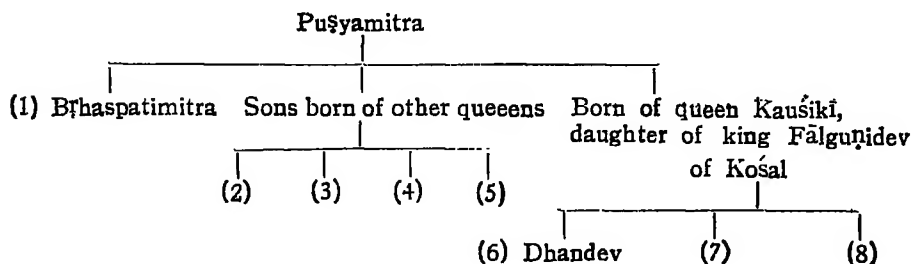 Puṣyamitra
(1) Bṛhaspatimitra Sons born of other queeens Born of queen Kauśikī,
daughter of king Fālguṇidev
of Kośal
(2) (3) (4) (5)
(6) Dhandev (7) (8)